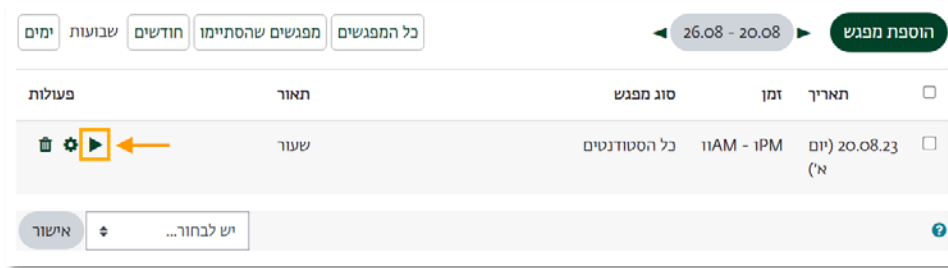 הוספת מפגש
26.08 - 20.08
כל המפגשים
מפגשים שהסתיימו
חודשים
שבועות
ימים
תאריך
זמן
סוג מפגש
תאור
פעולות
20.08.23 (יום
א')
11AM - 1PM
כל הסטודנטים
שעור
יש לבחור...
אישור